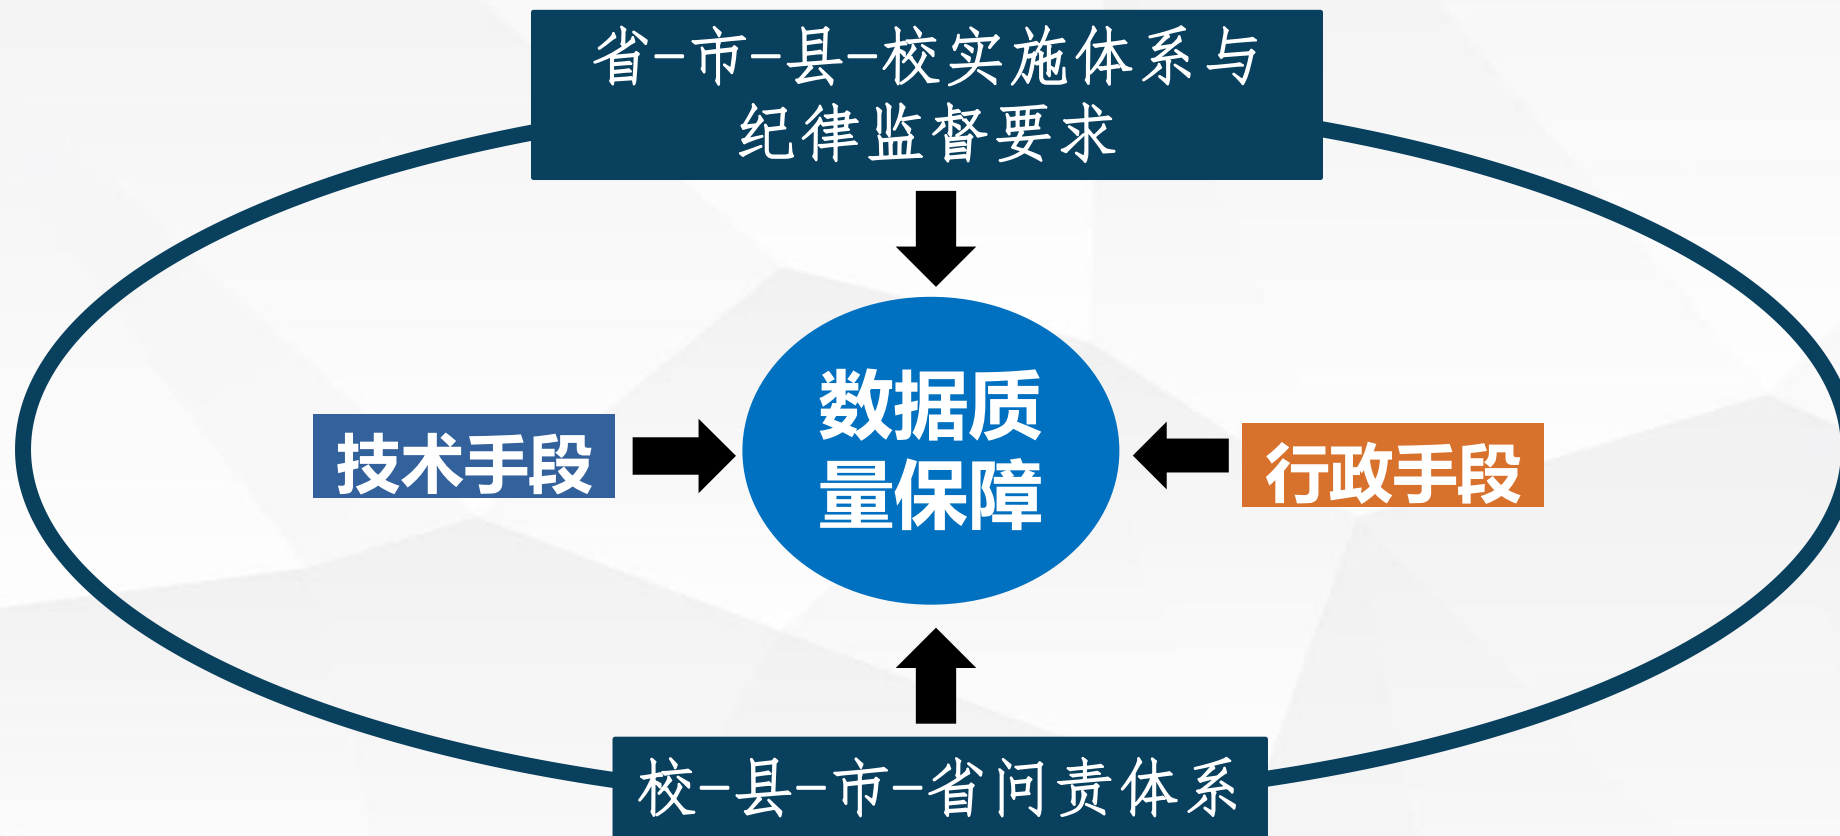 省-市-县-校实施体系与
纪律监督要求
数据质
量保障
技术手段
行政手段
校-县-市-省问责体系